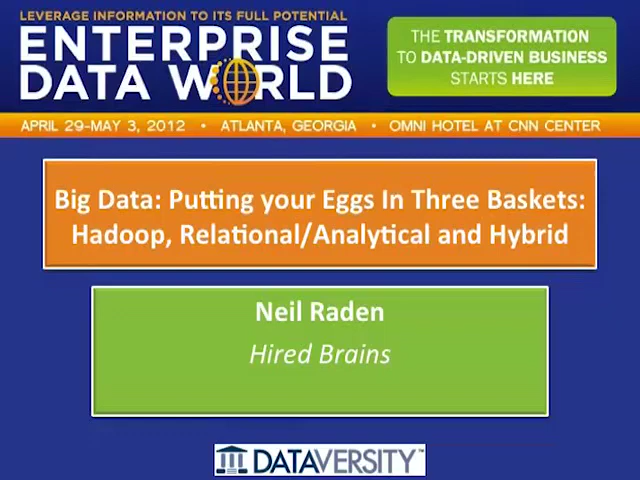 LEVERAGE INFORMATION TO ITS FULL POTENTIAL
ENTERPRISE
DATA WORLD
THE TRANSFORMATION
TO DATA-DRIVEN BUSINESS
STARTS HERE
APRIL 29-MAY 3, 2012 • ATLANTA, GEORGIA • OMNI HOTEL AT CNN CENTER
Big Data: Putting your Eggs In Three Baskets:
Hadoop, Relational/Analytical and Hybrid
Neil Raden
Hired Brains
DATAVERSITY™